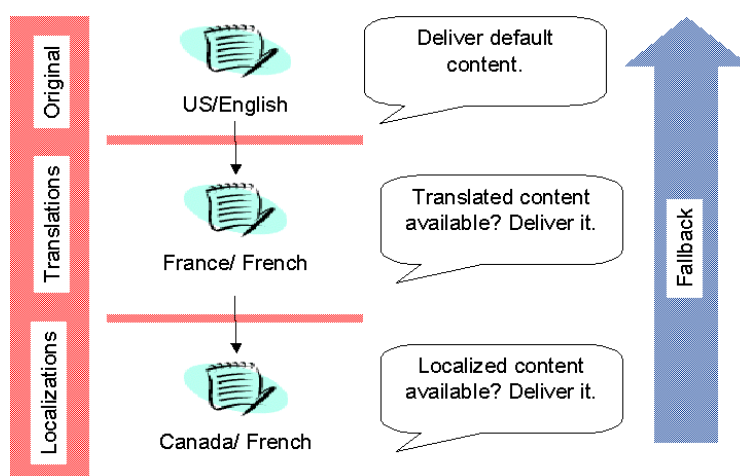 Original
US/English
Deliver default
content.
Translations
France/ French
Translated content
available? Deliver it.
Localizations
Canada/ French
Localized content
available? Deliver it.
Fallback